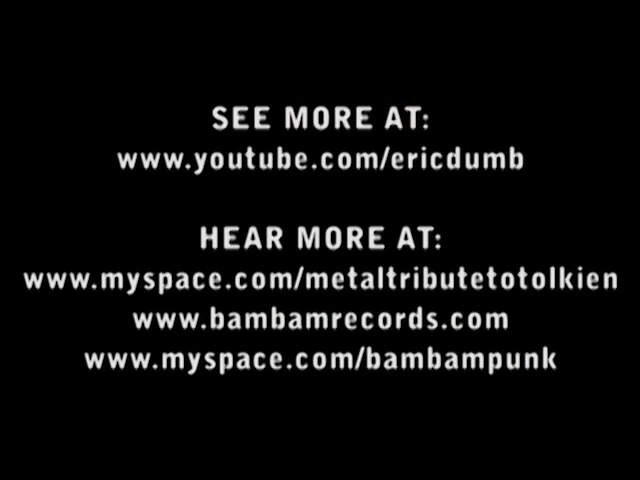 SEE MORE AT:
www.youtube.com/ericdumb
HEAR MORE AT:
www.myspace.com/metaltributetotolkien
www.bambamrecords.com
www.myspace.com/bambampunk